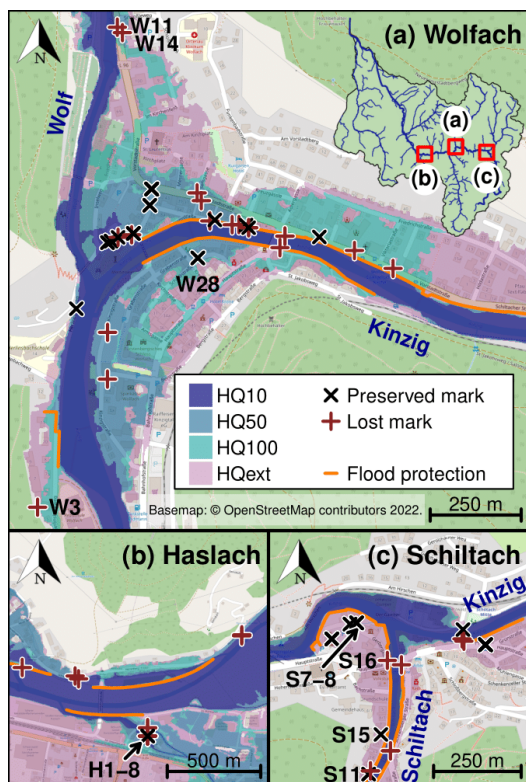 W11
W14
(a) Wolfach
N
Wolf
(a)
(b)
(c)
W28
Kinzig
HQ10
HQ50
HQ100
HQext
Preserved mark
Lost mark
Flood protection
W3
Basemap: © OpenStreetMap contributors 2022.
250 m
(b) Haslach
N
H1–8
500 m
(c) Schiltach
N
Kinzig
S16
S7–8
S15
Schiltach
S11
250 m